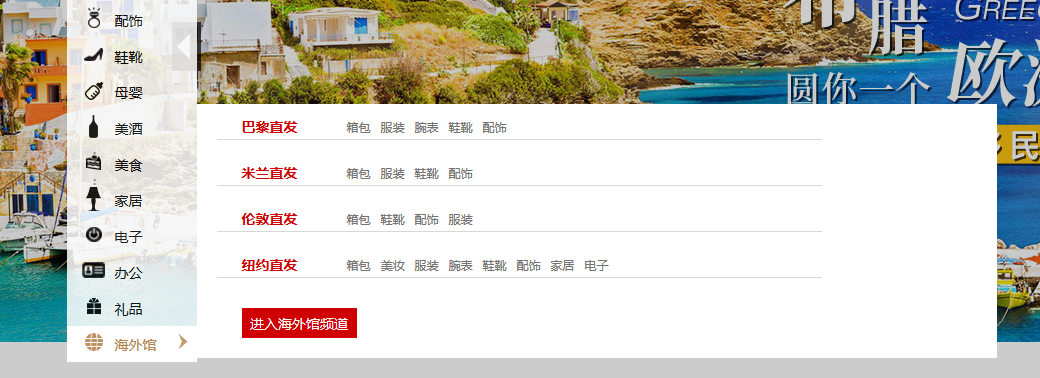 希腊
GREE
圆你一个
欧
移民
配饰
鞋靴
母婴
美酒
美食
家居
电子
办公
礼品
海外馆
巴黎直发 箱包 服装 腕表 鞋靴 配饰
米兰直发 箱包 服装 鞋靴 配饰
伦敦直发 箱包 鞋靴 配饰 服装
纽约直发 箱包 美妆 服装 腕表 鞋靴 配饰 家居 电子
进入海外馆频道